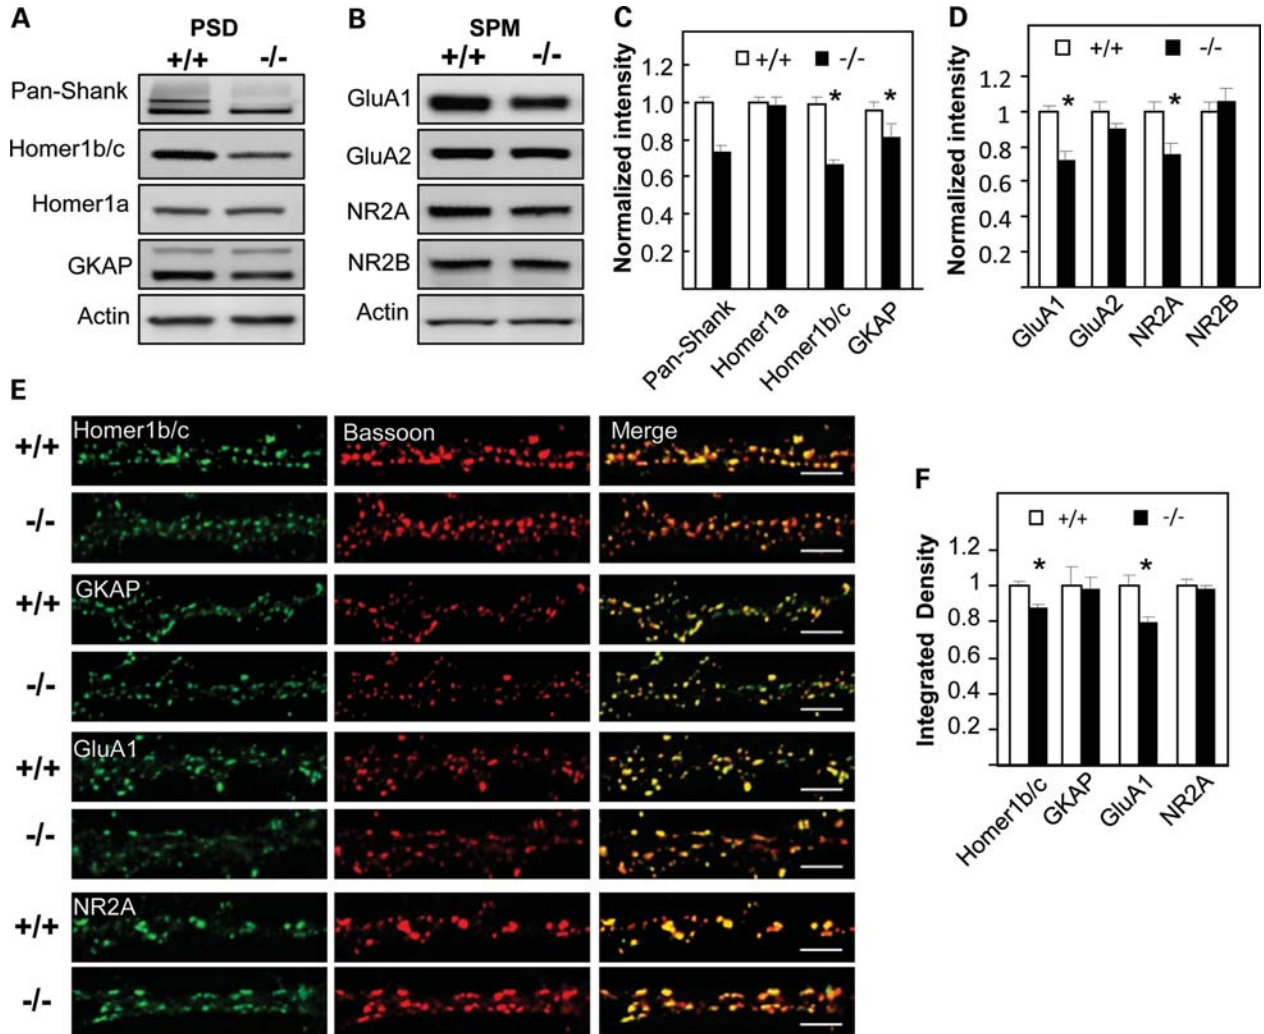 A
PSD
+/+ -/-
Pan-Shank
Homer1b/c
Homer1a
GKAP
Actin
B
SPM
+/+ -/-
GluA1
GluA2
NR2A
NR2B
Actin
C
Normalized intensity
+/+ -/-
1.2
1.0
0.8
0.6
0.4
0.2
* *
Pan-Shank
Homer1a
Homer1b/c
GKAP
D
Normalized intensity
+/+ -/-
1.2
1.0
0.8
0.6
0.4
0.2
* *
GluA1
GluA2
NR2A
NR2B
E
+/+ Homer1b/c Bassoon Merge
-/-
+/+ GKAP
-/-
+/+ GluA1
-/-
+/+ NR2A
-/-
F
Integrated Density
+/+ -/-
1.2
1
0.8
0.6
0.4
0.2
* *
Homer1b/c
GKAP
GluA1
NR2A